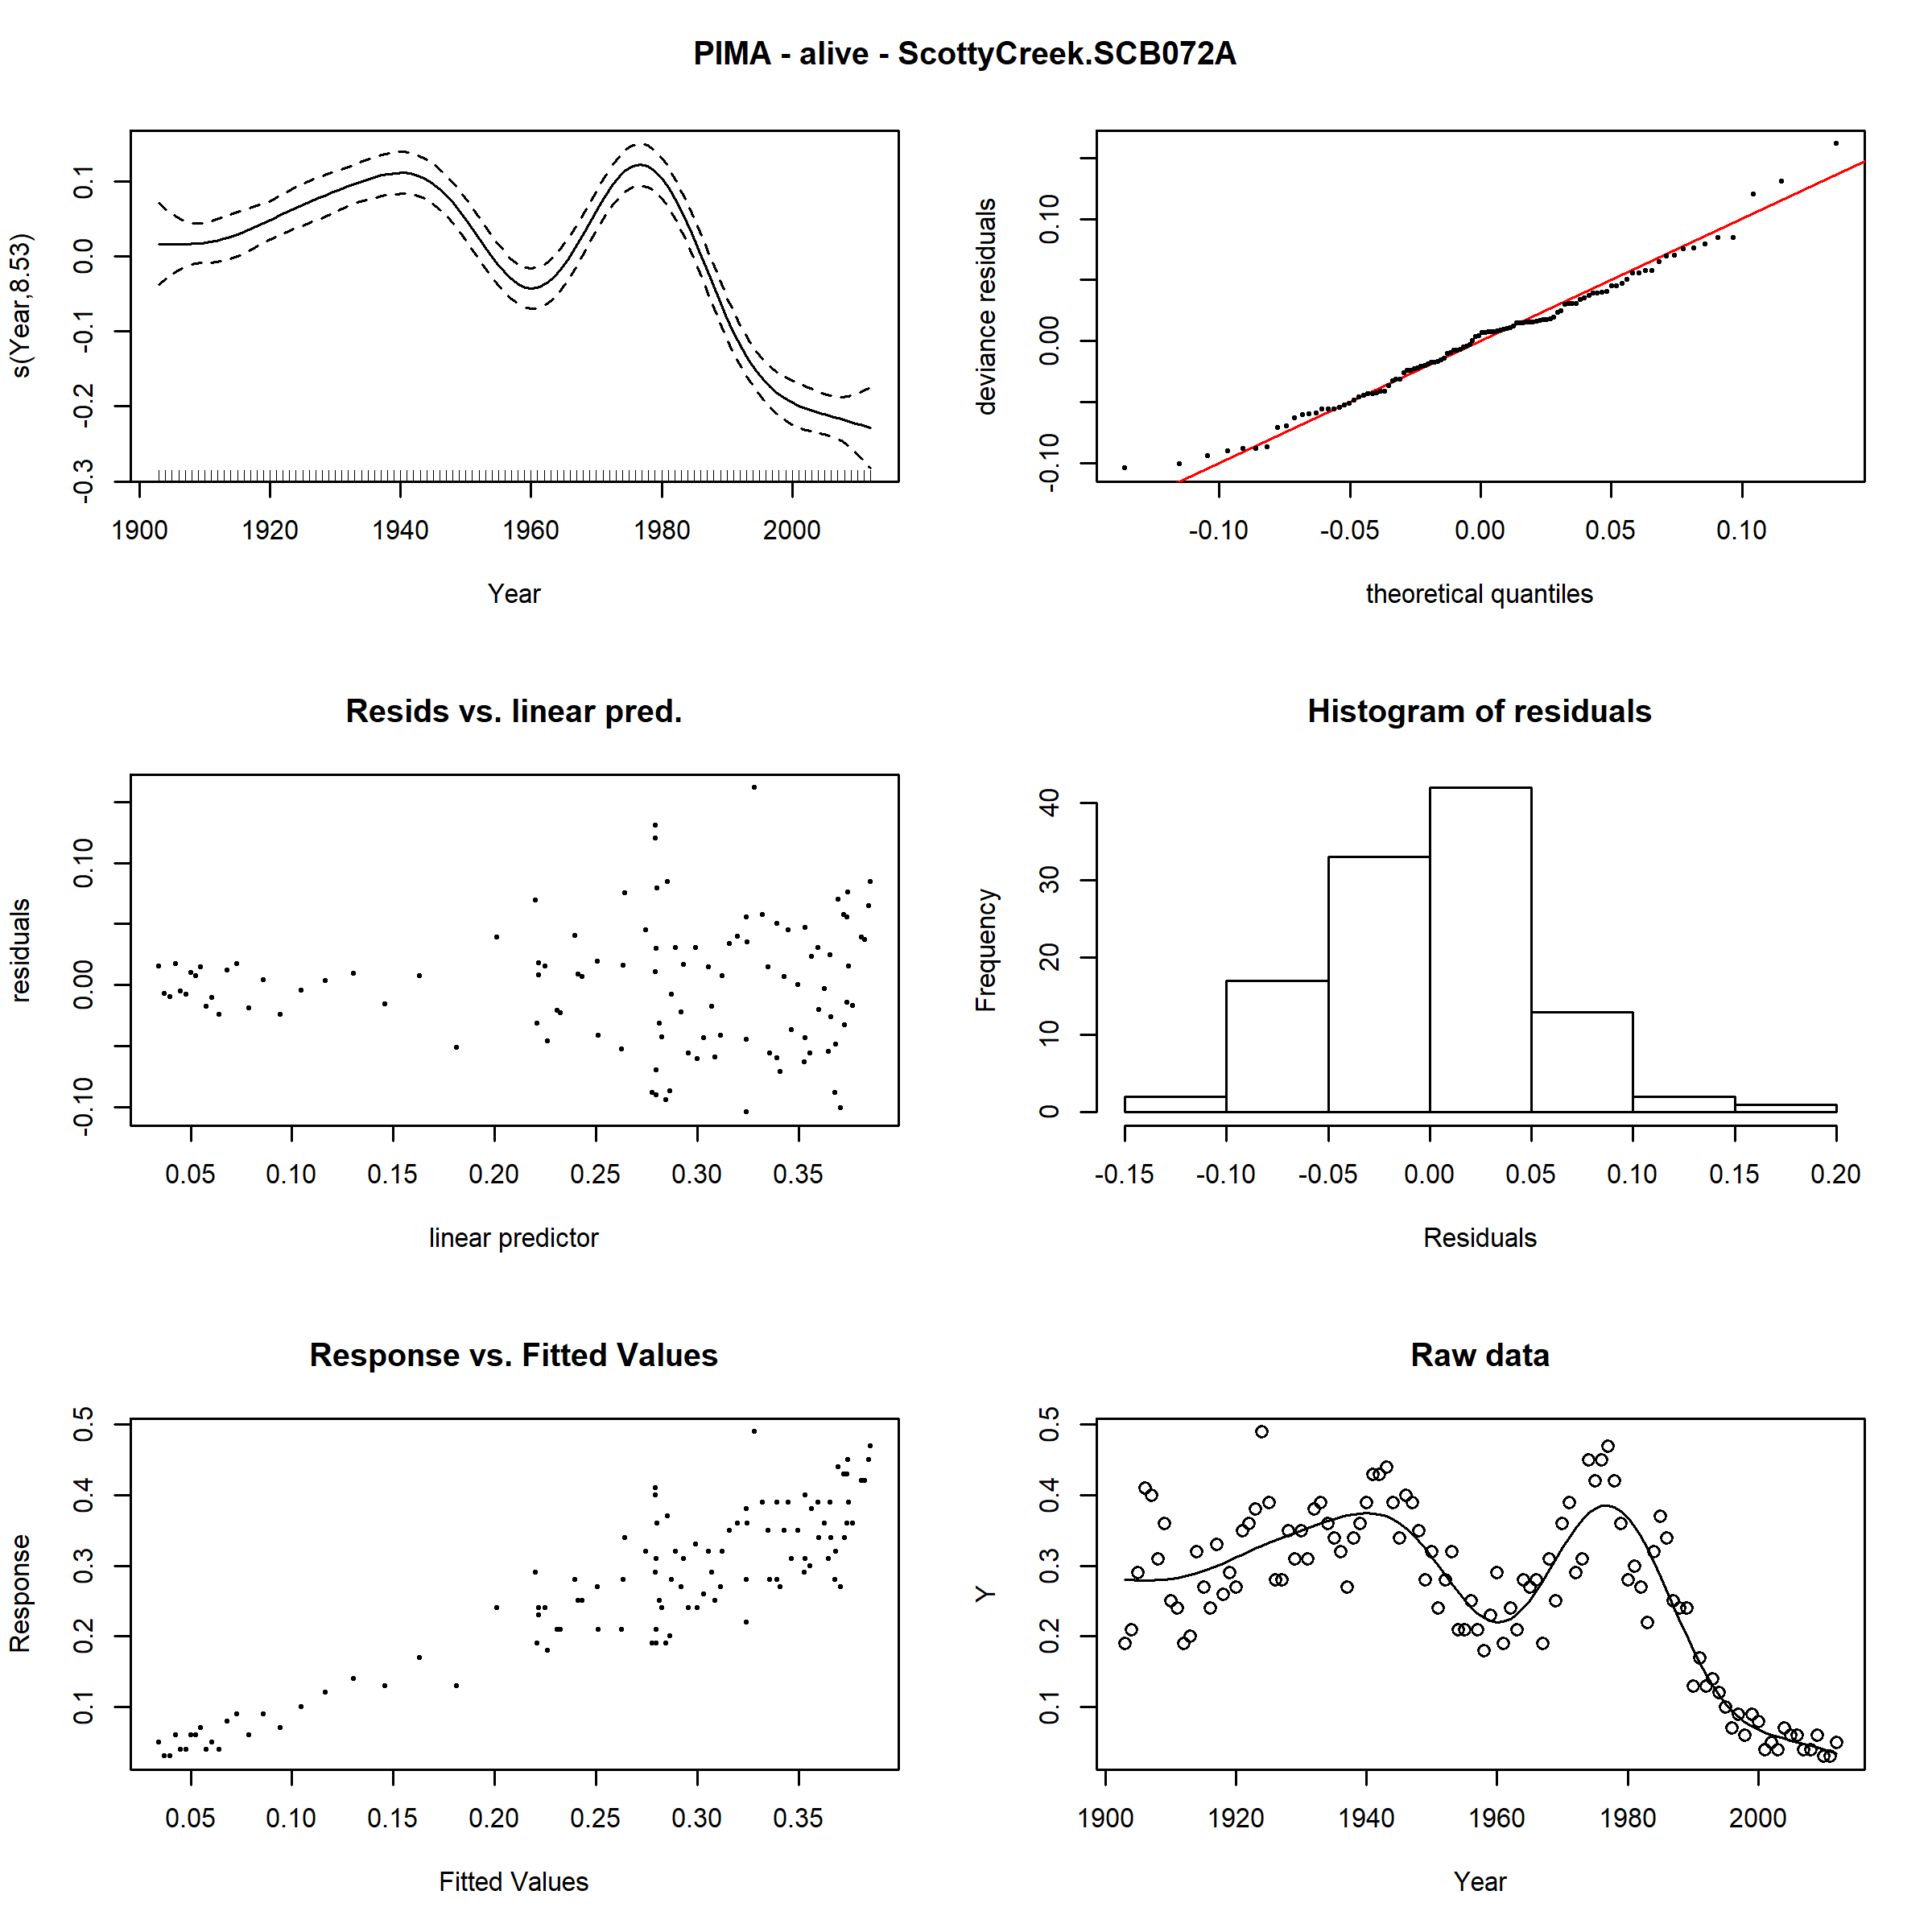 PIMA - alive - ScottyCreek.SCB072A
s(Year,8.53)
0.1
0.0
-0.1
-0.2
-0.3
1900 1920 1940 1960 1980 2000
Year
deviance residuals
0.10
0.00
-0.10
-0.10 -0.05 0.00 0.05 0.10
theoretical quantiles
Resids vs. linear pred.
residuals
0.10
0.00
-0.10
0.05 0.10 0.15 0.20 0.25 0.30 0.35
linear predictor
Histogram of residuals
Frequency
40
30
20
10
0
-0.15 -0.10 -0.05 0.00 0.05 0.10 0.15 0.20
Residuals
Response vs. Fitted Values
Response
0.5
0.4
0.3
0.2
0.1
0.05 0.10 0.15 0.20 0.25 0.30 0.35
Fitted Values
Raw data
Y
0.5
0.4
0.3
0.2
0.1
1900 1920 1940 1960 1980 2000
Year